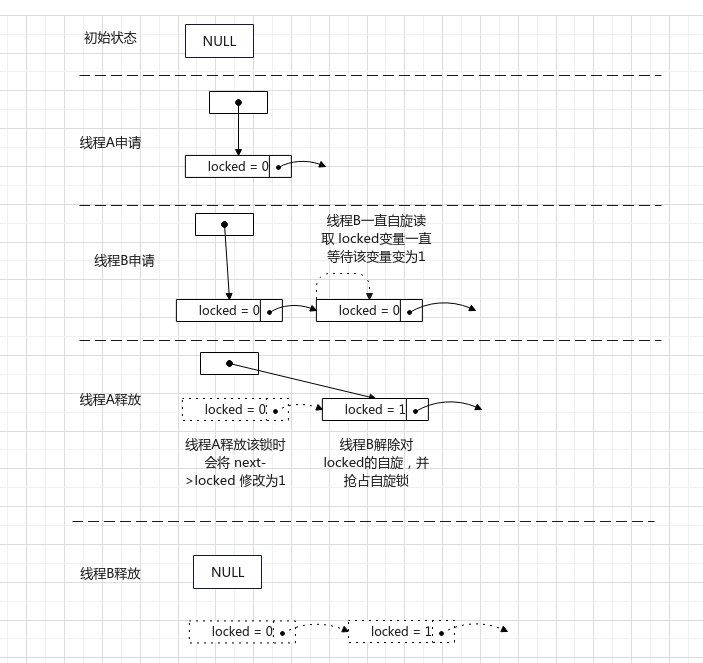 初始状态
NULL
线程A申请
locked = 0
线程B申请
线程B一直自旋读
取 locked变量一直
等待该变量变为1
locked = 0
locked = 0
线程A释放
locked = 0
locked = 1
线程A释放该锁时
会将 next-
>locked 修改为1
线程B解除对
locked的自旋，并
抢占自旋锁
线程B释放
NULL
locked = 0
locked = 1